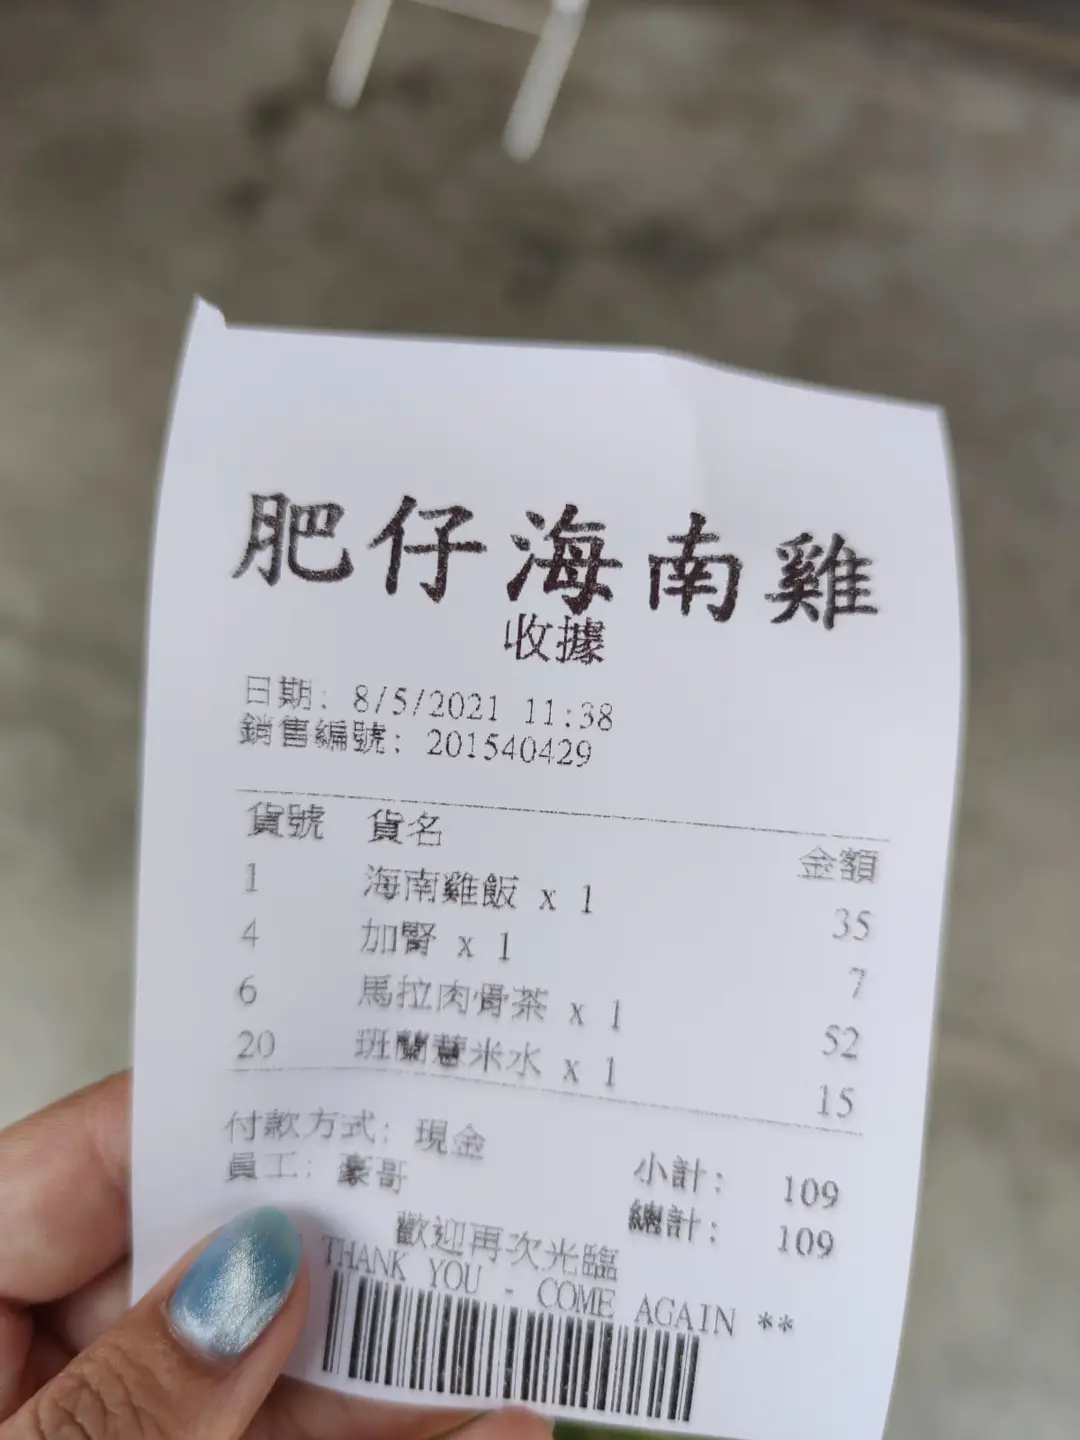 肥仔海南雞
收據
日期: 8/5/2021 11:38
銷售編號: 201540429
貨號 貨名 金額
1 海南雞飯 x 1 35
4 加腎 x 1 7
6 馬拉肉骨茶 x 1 52
20 班蘭薏米水 x 1 15
付款方式: 現金 小計: 109
員工: 豪哥 總計: 109
歡迎再次光臨
THANK YOU - COME AGAIN **